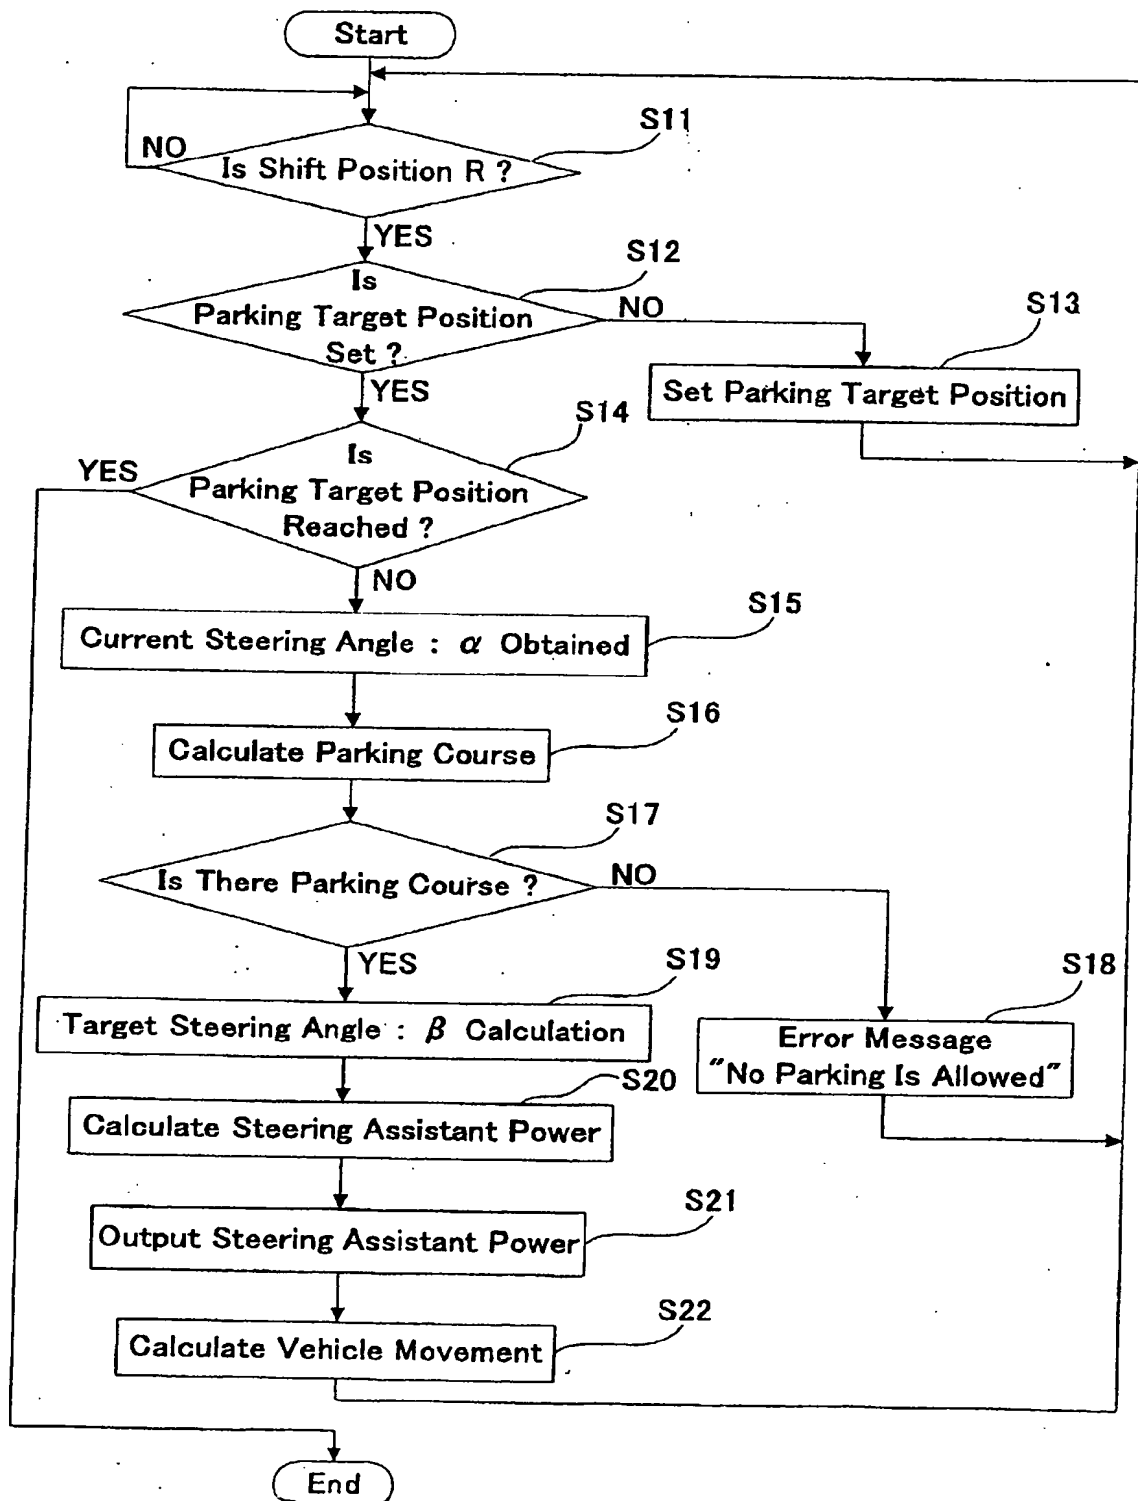 Start
S11
NO
Is Shift Position R ?
YES
S12
Is
Parking Target Position
Set ?
NO
S13
Set Parking Target Position
YES
S14
YES
Is
Parking Target Position
Reached ?
NO
S15
Current Steering Angle : α Obtained
S16
Calculate Parking Course
S17
Is There Parking Course ?
NO
YES
S19
S18
Target Steering Angle : β Calculation
Error Message
"No Parking Is Allowed"
S20
Calculate Steering Assistant Power
S21
Output Steering Assistant Power
S22
Calculate Vehicle Movement
End